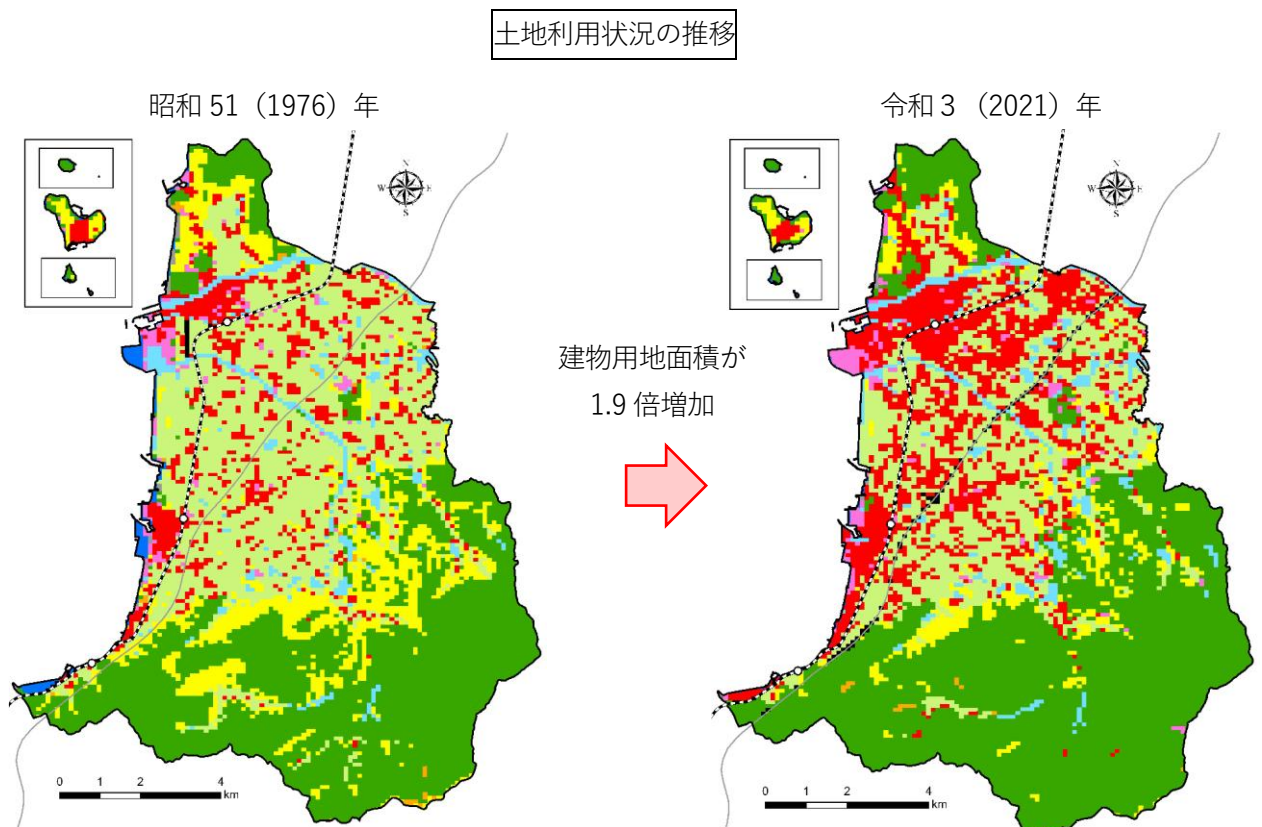 土地利用状況の推移
昭和 51（1976）年
令和 3 （2021）年
N
W E
S
N
W E
S
建物用地面積が
1.9 倍増加
0 1 2 4
km
0 1 2 4
km